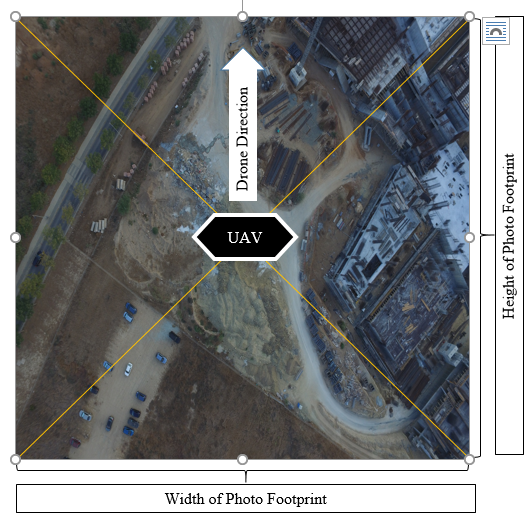 Drone Direction
UAV
Height of Photo Footprint
Width of Photo Footprint